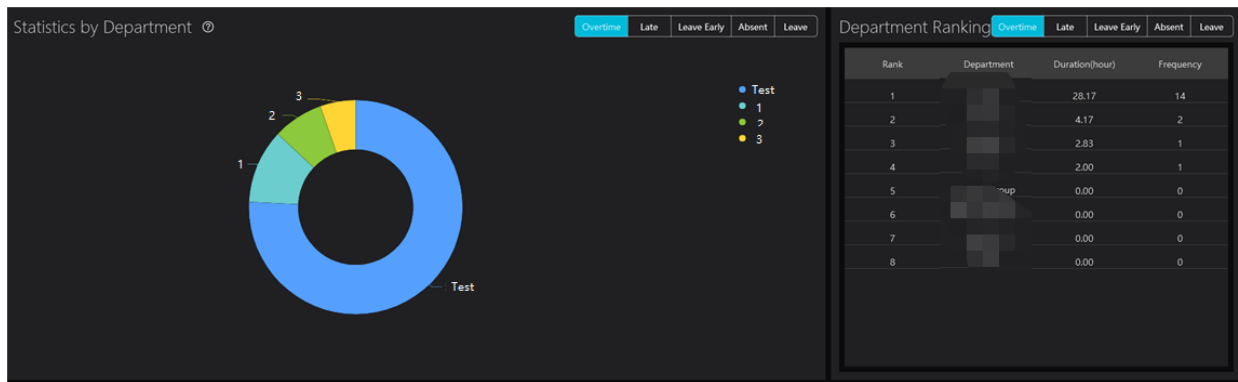 Statistics by Department ?
Overtime Late Leave Early Absent Leave
Test
1
2
3
3
2
1
Test
Department Ranking Overtime Late Leave Early Absent Leave
Rank Department Duration(hour) Frequency
1 28.17 14
2 4.17 2
3 2.83 1
4 2.00 1
5 0.00 0
6 0.00 0
7 0.00 0
8 0.00 0